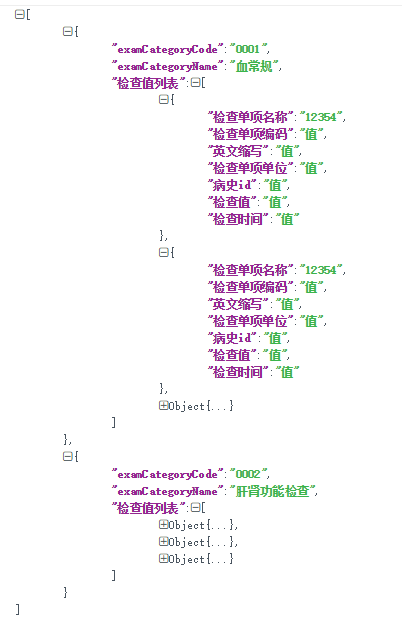 [
{
"examCategoryCode":"0001",
"examCategoryName":"血常规",
"检查值列表":[
{
"检查单项名称":"12354",
"检查单项编码":"值",
"英文缩写":"值",
"检查单项单位":"值",
"病史id":"值",
"检查值":"值",
"检查时间":"值"
},
{
"检查单项名称":"12354",
"检查单项编码":"值",
"英文缩写":"值",
"检查单项单位":"值",
"病史id":"值",
"检查值":"值",
"检查时间":"值"
},
Object{...}
]
},
{
"examCategoryCode":"0002",
"examCategoryName":"肝肾功能检查",
"检查值列表":[
Object{...},
Object{...},
Object{...}
]
}
]